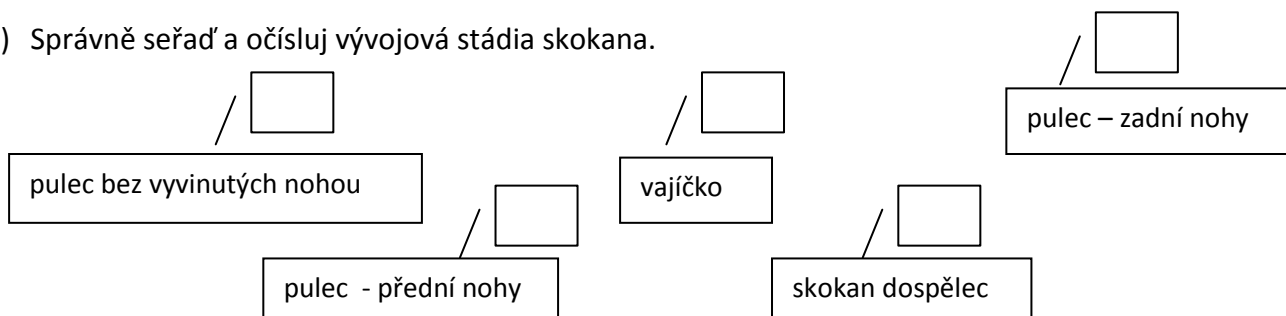 ) Správně seřaď a očísluj vývojová stádia skokana.
pulec – zadní nohy
pulec bez vyvinutých nohou
vajíčko
pulec - přední nohy
skokan dospělec